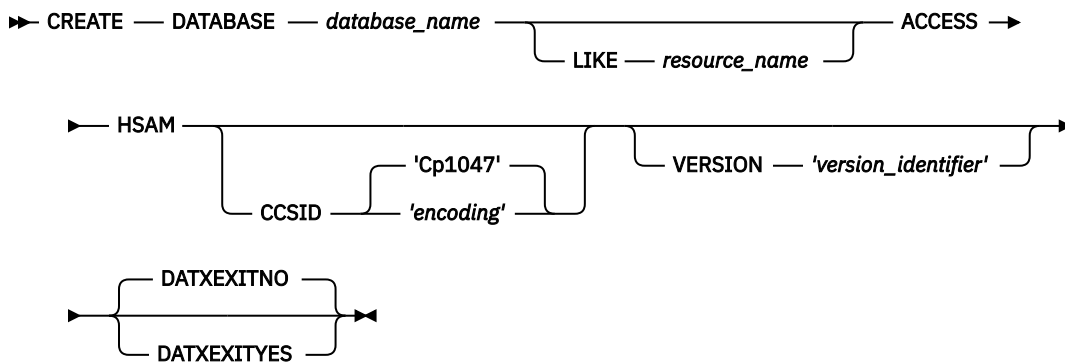 CREATE DATABASE database_name ACCESS
LIKE resource_name
HSAM
'Cp1047'
VERSION 'version_identifier'
CCSID 'encoding'
DATXEXITNO
DATXEXITYES